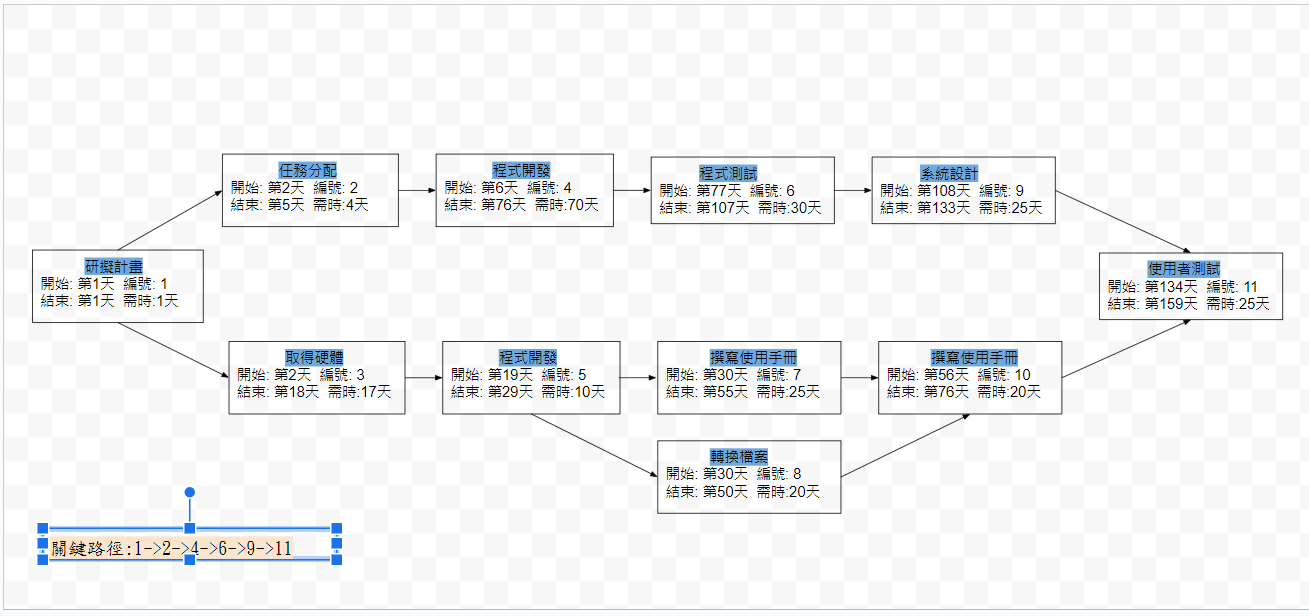 任務分配
開始: 第2天 編號: 2
結束: 第5天 需時:4天
程式開發
開始: 第6天 編號: 4
結束: 第76天 需時:70天
程式測試
開始: 第77天 編號: 6
結束: 第107天 需時:30天
系統設計
開始: 第108天 編號: 9
結束: 第133天 需時:25天
研擬計畫
開始: 第1天 編號: 1
結束: 第1天 需時:1天
使用者測試
開始: 第134天 編號: 11
結束: 第159天 需時:25天
取得硬體
開始: 第2天 編號: 3
結束: 第18天 需時:17天
程式開發
開始: 第19天 編號: 5
結束: 第29天 需時:10天
撰寫使用手冊
開始: 第30天 編號: 7
結束: 第55天 需時:25天
撰寫使用手冊
開始: 第56天 編號: 10
結束: 第76天 需時:20天
轉換檔案
開始: 第30天 編號: 8
結束: 第50天 需時:20天
關鍵路徑:1->2->4->6->9->11